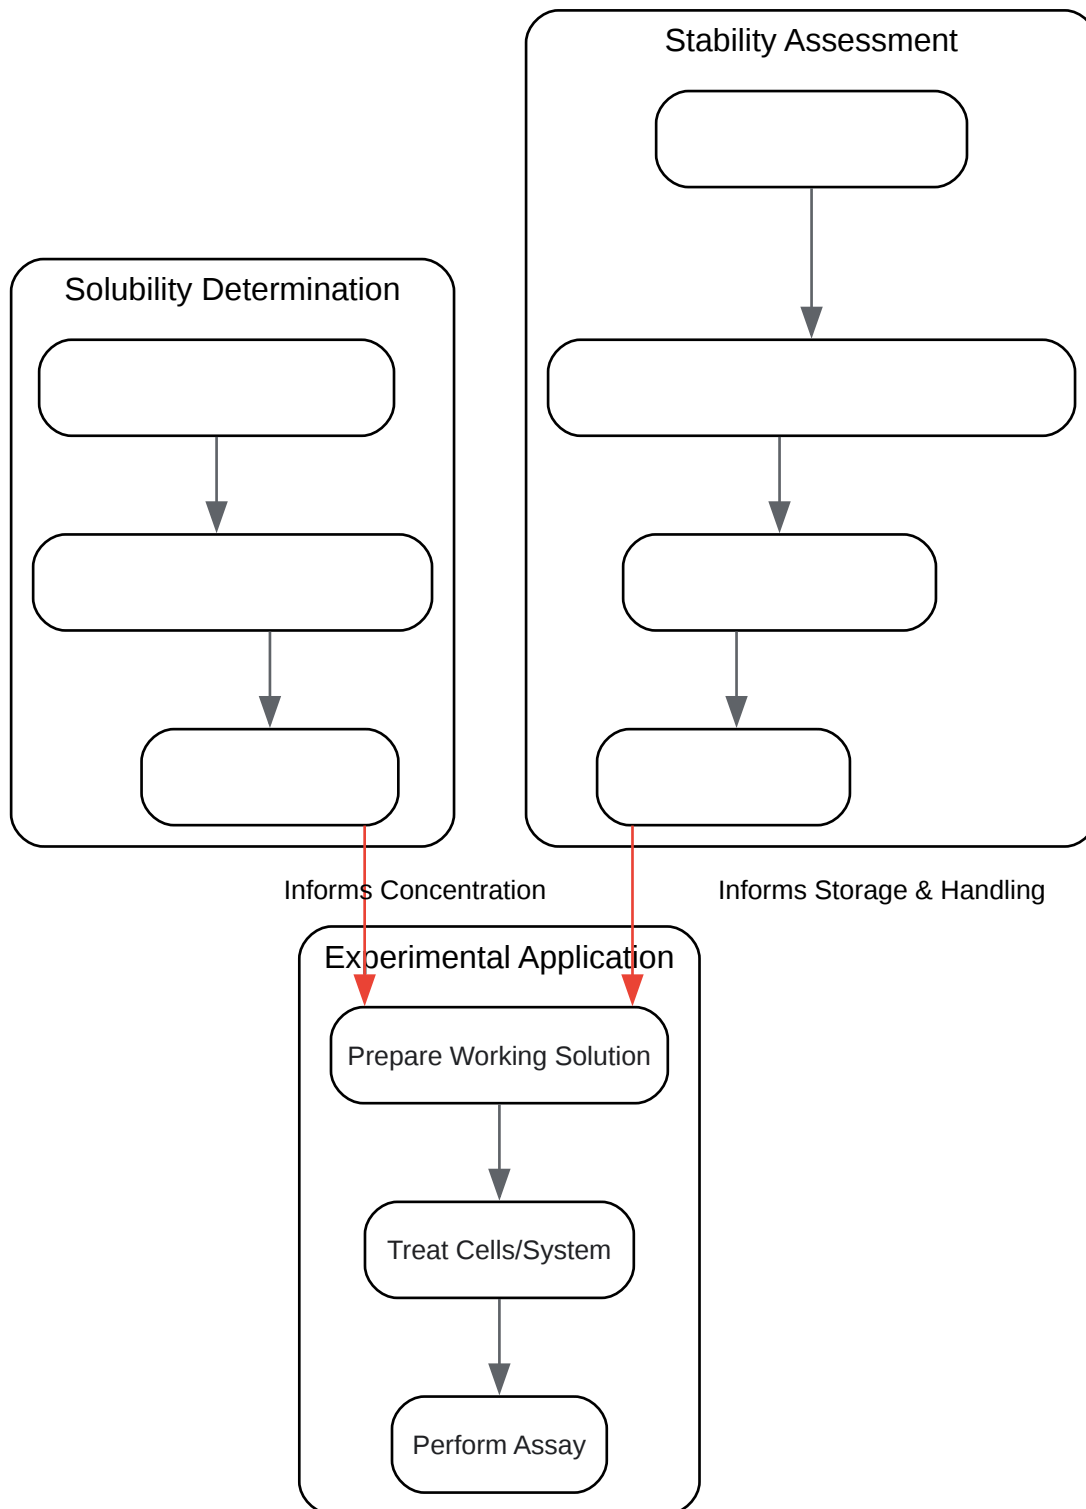 Stability Assessment
Solubility Determination
Informs Concentration
Informs Storage & Handling
Experimental Application
Prepare Working Solution
Treat Cells/System
Perform Assay